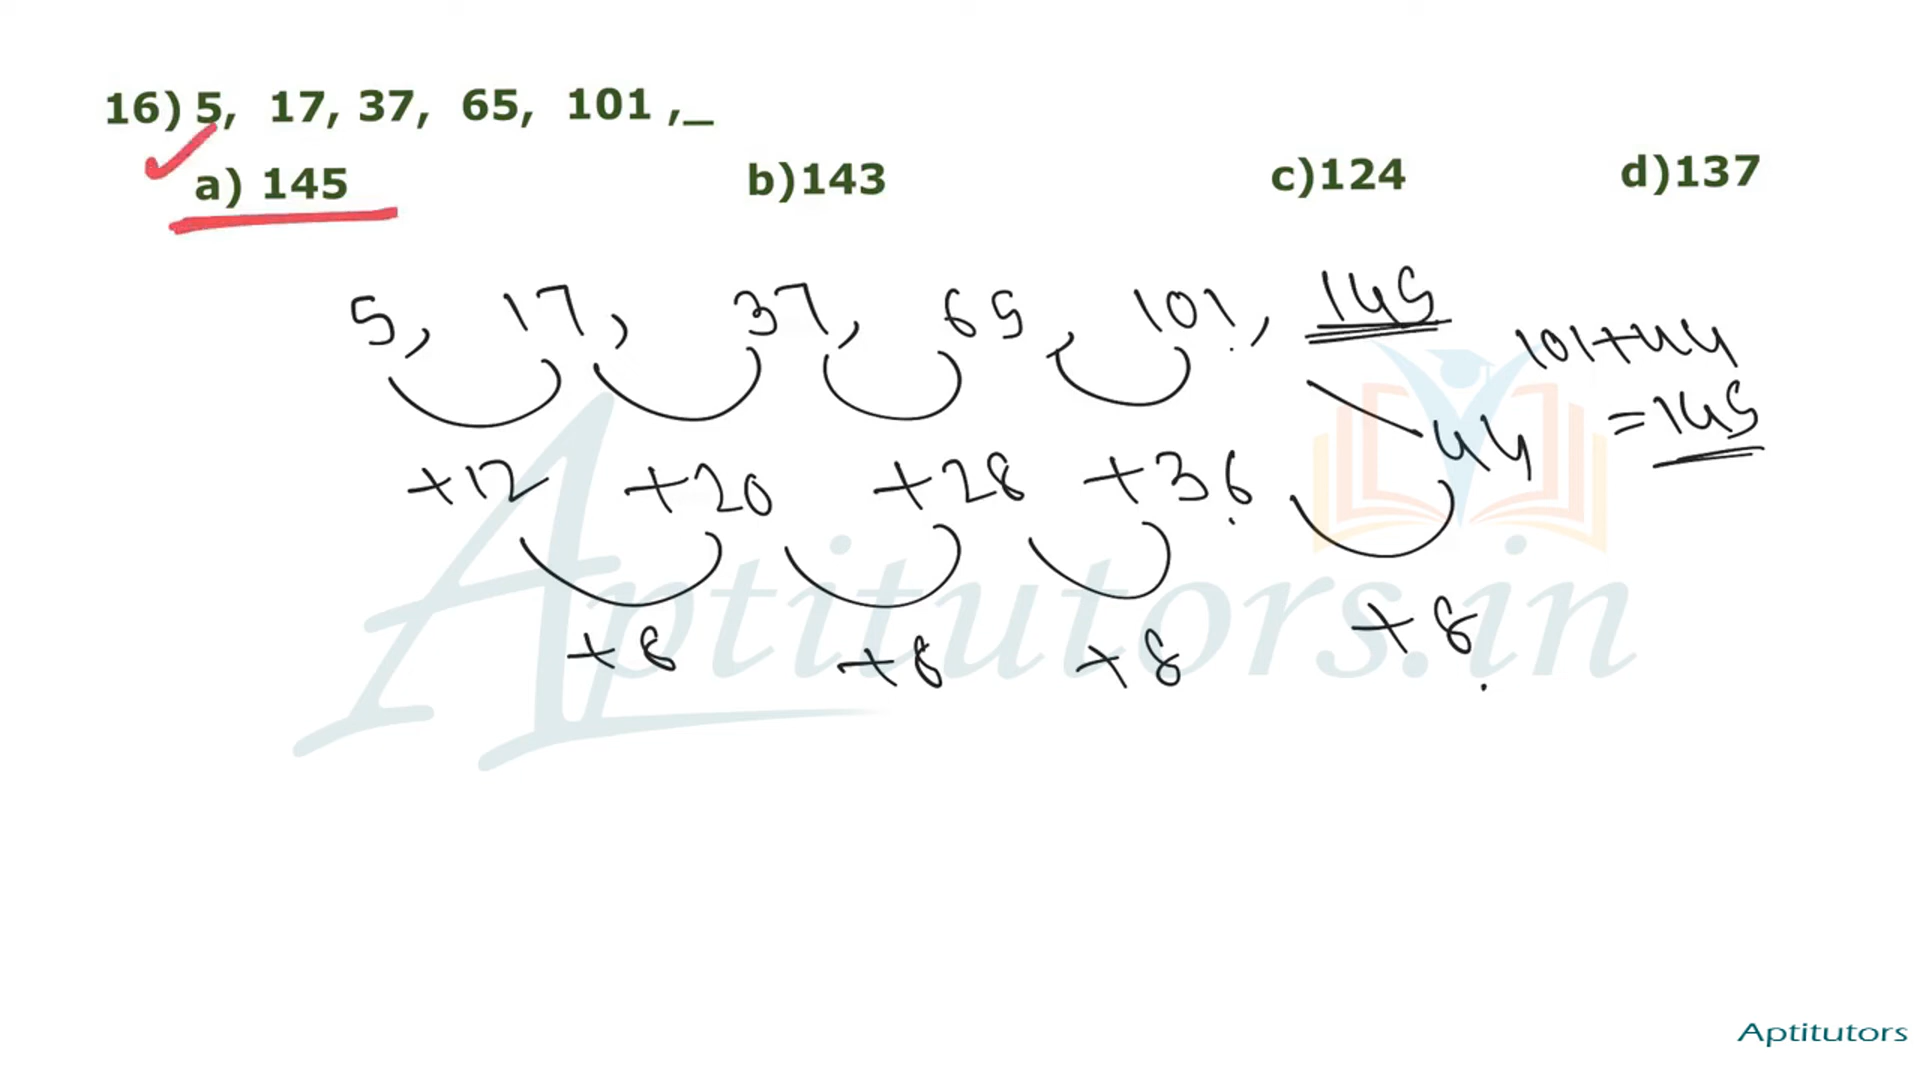 16) 5, 17, 37, 65, 101 ,_
a) 145 b)143 c)124 d)137
5, 17, 37, 65, 101, 145
101+44
=145
44
+12 +20 +28 +36
+8 +8 +8 +8
Aptitutors.in
Aptitutors